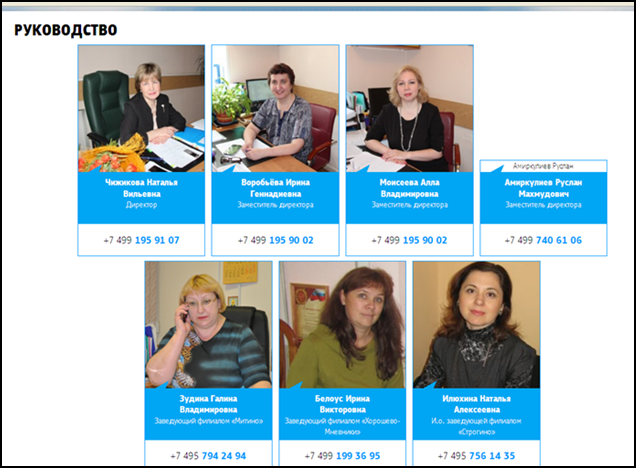 РУКОВОДСТВО
Чижикова Наталья
Вильевна
Директор
+7 499 195 91 07
Воробьёва Ирина
Геннадиевна
Заместитель директора
+7 499 195 90 02
Моисеева Алла
Владимировна
Заместитель директора
+7 499 195 90 02
Амиркулиев Руслан
Амиркулиев Руслан
Махмудович
Заместитель директора
+7 499 740 61 06
Зудина Галина
Владимировна
Заведующий филиалом «Митино»
+7 495 794 24 94
Белоус Ирина
Викторовна
Заведующий филиалом «Хорошево-
Мневники»
+7 499 199 36 95
Илюхина Наталья
Алексеевна
И.о. заведующей филиалом
«Строгино»
+7 495 756 14 35